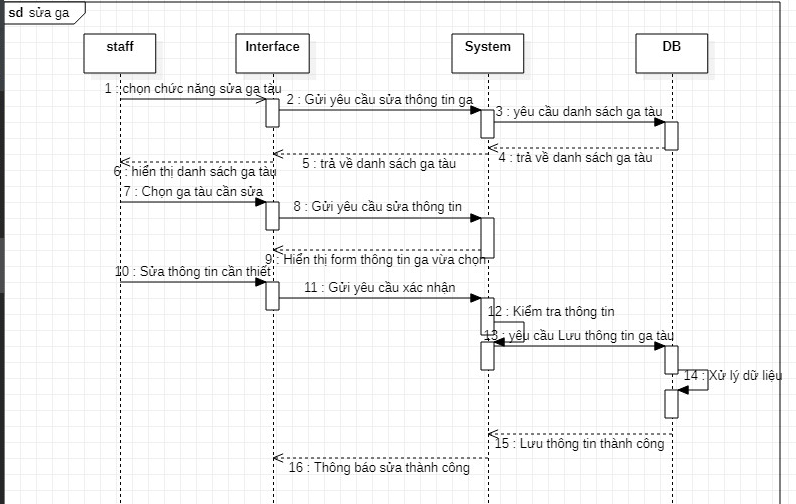 sd sửa ga
staff
Interface
System
DB
1 : chọn chức năng sửa ga tàu
2 : Gửi yêu cầu sửa thông tin ga
3 : yêu cầu danh sách ga tàu
4 : trả về danh sách ga tàu
5 : trả về danh sách ga tàu
6 : hiển thị danh sách ga tàu
7 : Chọn ga tàu cần sửa
8 : Gửi yêu cầu sửa thông tin
9 : Hiển thị form thông tin ga vừa chọn
10 : Sửa thông tin cần thiết
11 : Gửi yêu cầu xác nhận
12 : Kiểm tra thông tin
13 : yêu cầu Lưu thông tin ga tàu
14 : Xử lý dữ liệu
15 : Lưu thông tin thành công
16 : Thông báo sửa thành công